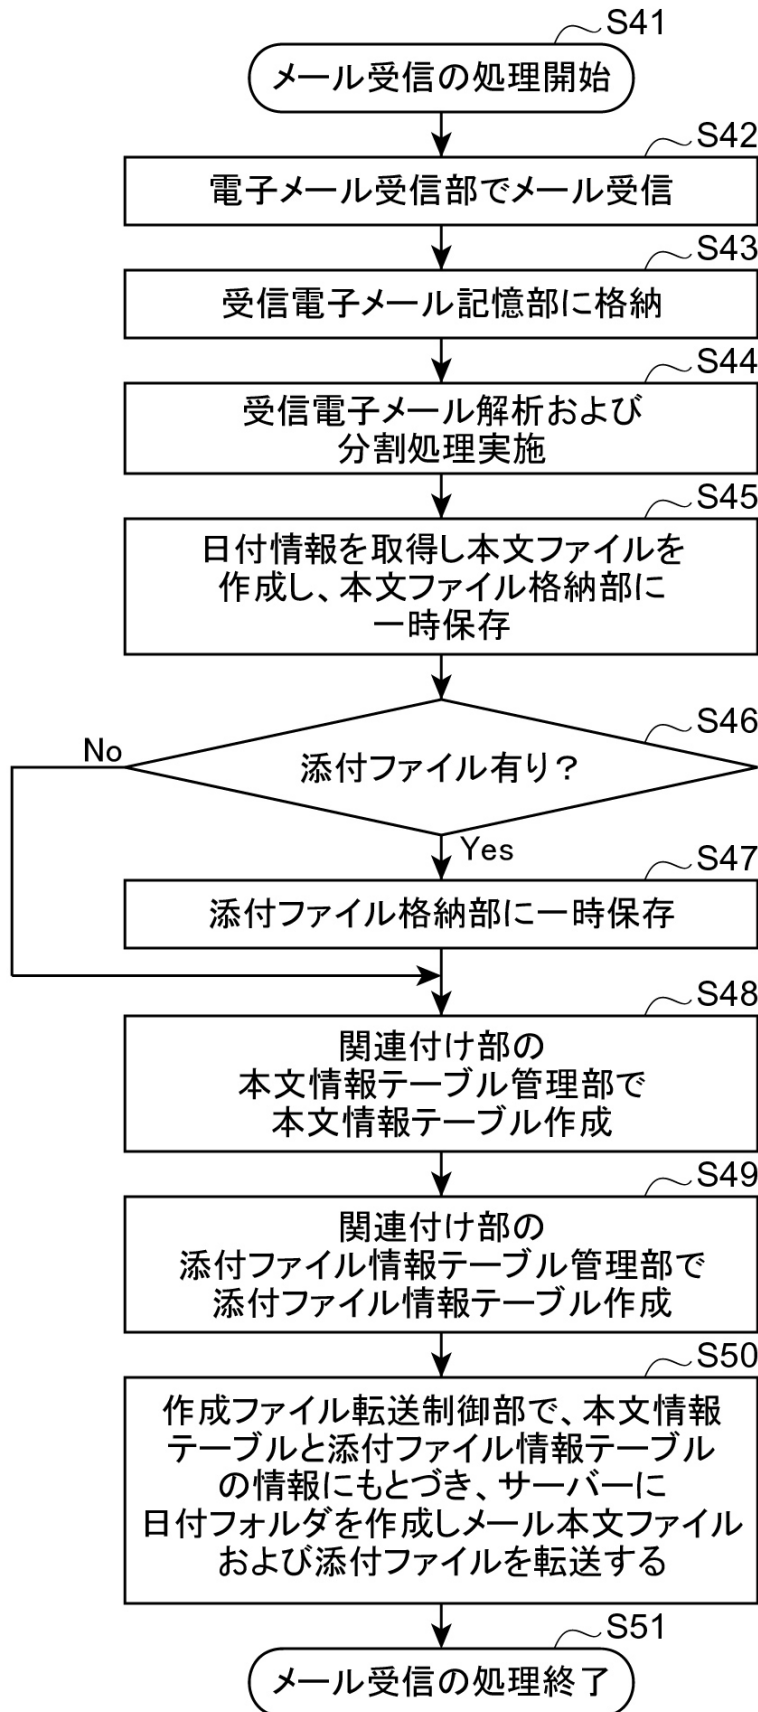 S41
メール受信の処理開始
S42
電子メール受信部でメール受信
S43
受信電子メール記憶部に格納
S44
受信電子メール解析および
分割処理実施
S45
日付情報を取得し本文ファイルを
作成し、本文ファイル格納部に
一時保存
S46
No
添付ファイル有り?
Yes
S47
添付ファイル格納部に一時保存
S48
関連付け部の
本文情報テーブル管理部で
本文情報テーブル作成
S49
関連付け部の
添付ファイル情報テーブル管理部で
添付ファイル情報テーブル作成
S50
作成ファイル転送制御部で、本文情報
テーブルと添付ファイル情報テーブル
の情報にもとづき、サーバーに
日付フォルダを作成しメール本文ファイル
および添付ファイルを転送する
S51
メール受信の処理終了